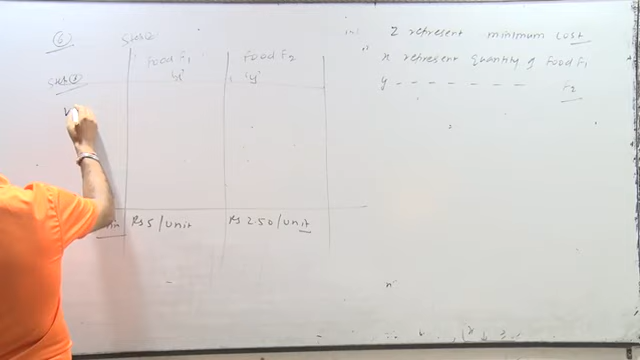 6
Food F1 Food F2
'y' 'y'
Rs 5/unit Rs 2.50/unit
Z represent minimum cost
x represent quantity of Food F1
y - - - - - - - F2